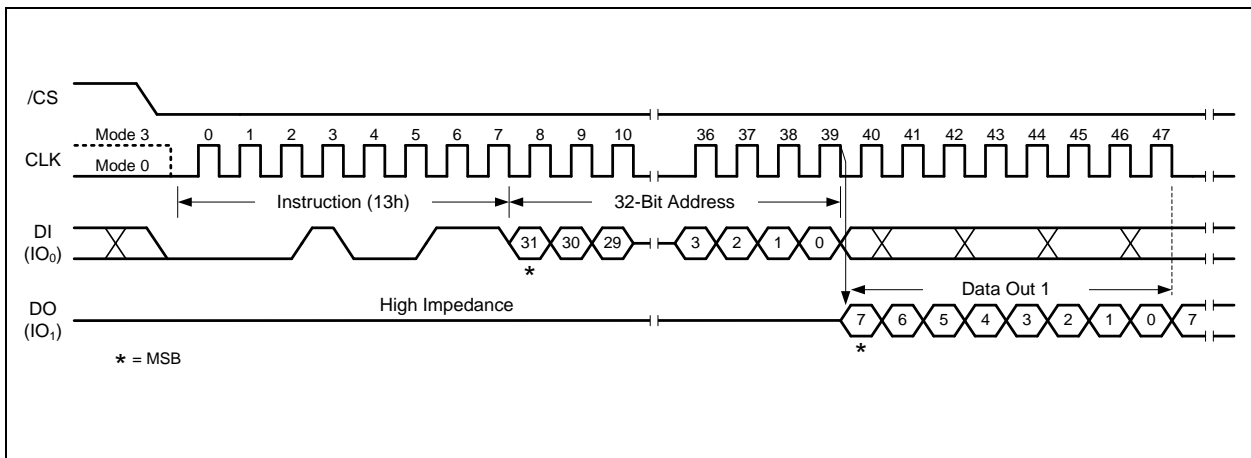 /CS
Mode 3
0 1 2 3 4 5 6 7 8 9 10 36 37 38 39 40 41 42 43 44 45 46 47
CLK
Mode 0
Instruction (13h)
32-Bit Address
DI
(IO0)
31 30 29 3 2 1 0
*
High Impedance
Data Out 1
DO
(IO1)
7 6 5 4 3 2 1 0 7
*
* = MSB